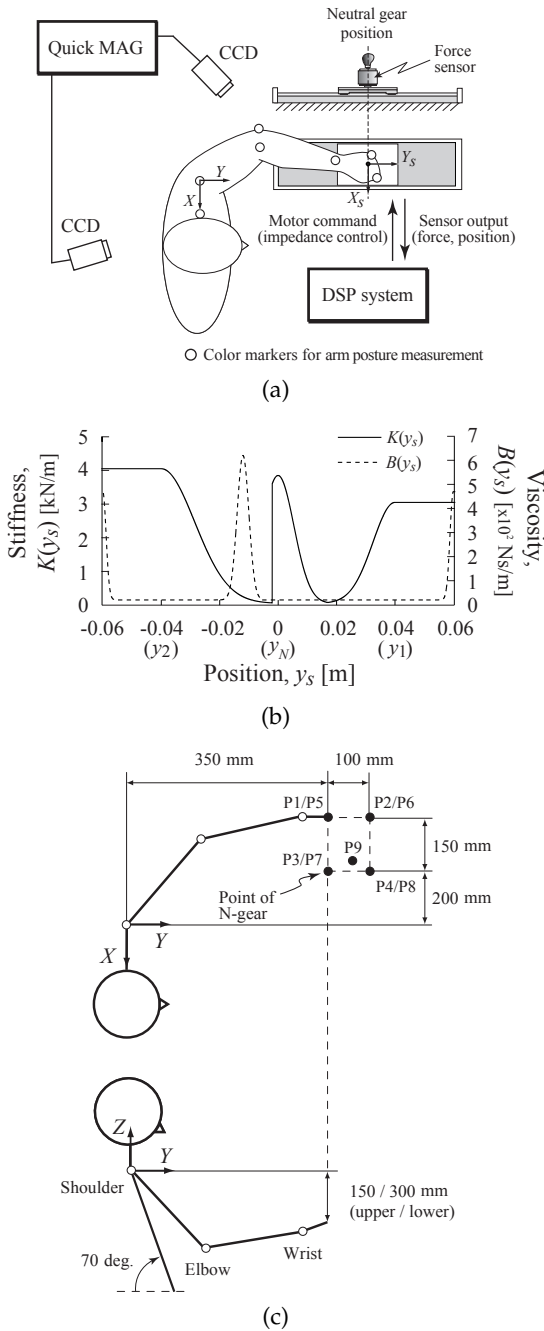 Quick MAG
CCD
Neutral gear
position
Force
sensor
Y
X
Y_s
X_s
CCD
Motor command
(impedance control)
Sensor output
(force, position)
DSP system
Color markers for arm posture measurement
(a)
Stiffness,
K(y_s) [kN/m]
5
4
3
2
1
0
K(y_s)
B(y_s)
7
6
5
4
3
2
1
0
Viscosity,
B(y_s) [x10² Ns/m]
-0.06 -0.04 -0.02 0 0.02 0.04 0.06
(y_2) (y_N) (y_1)
Position, y_s [m]
(b)
350 mm 100 mm
P1/P5 P2/P6
150 mm
P9
P3/P7
P4/P8
Point of
N-gear
200 mm
Y
X
Z
Y
Shoulder
150 / 300 mm
(upper / lower)
70 deg.
Elbow
Wrist
(c)